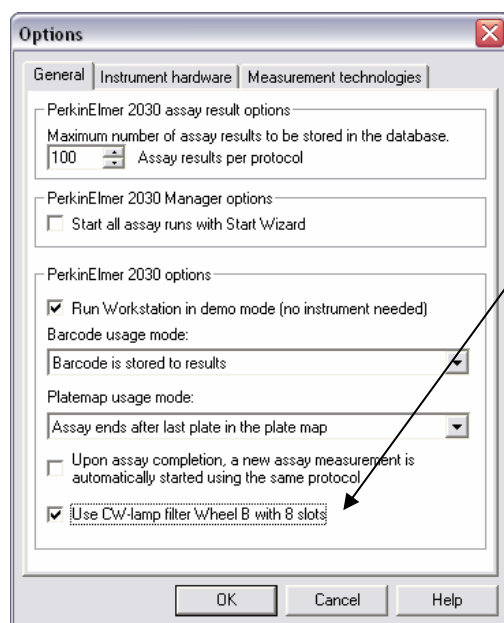 Options
General
Instrument hardware
Measurement technologies
PerkinElmer 2030 assay result options
Maximum number of assay results to be stored in the database.
100
Assay results per protocol
PerkinElmer 2030 Manager options
Start all assay runs with Start Wizard
PerkinElmer 2030 options
Run Workstation in demo mode (no instrument needed)
Barcode usage mode:
Barcode is stored to results
Platemap usage mode:
Assay ends after last plate in the plate map
Upon assay completion, a new assay measurement is
automatically started using the same protocol
Use CW-lamp filter Wheel B with 8 slots
OK
Cancel
Help